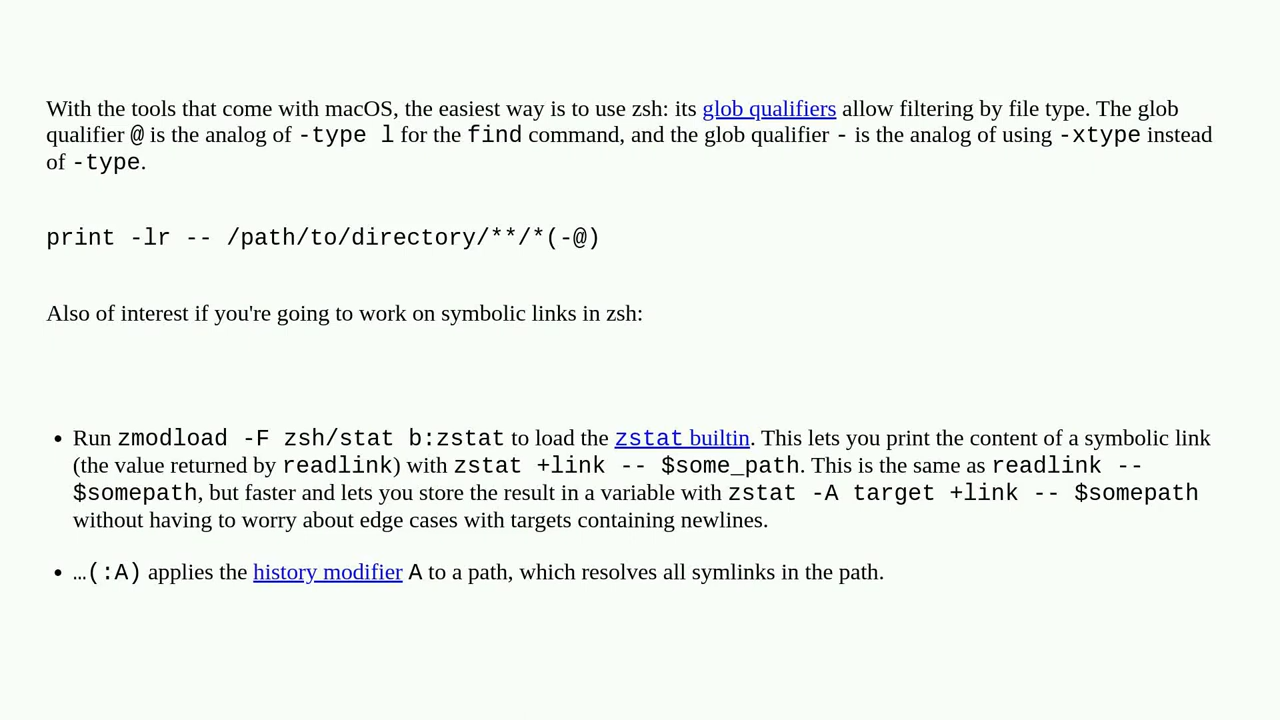 With the tools that come with macOS, the easiest way is to use zsh: its glob qualifiers allow filtering by file type. The glob
qualifier @ is the analog of -type l for the find command, and the glob qualifier - is the analog of using -xtype instead
of -type.
print -lr -- /path/to/directory/**/*(-@)
Also of interest if you're going to work on symbolic links in zsh:
• Run zmodload -F zsh/stat b:zstat to load the zstat builtin. This lets you print the content of a symbolic link
(the value returned by readlink) with zstat +link -- $some_path. This is the same as readlink --
$somepath, but faster and lets you store the result in a variable with zstat -A target +link -- $somepath
without having to worry about edge cases with targets containing newlines.
• …(:A) applies the history modifier A to a path, which resolves all symlinks in the path.